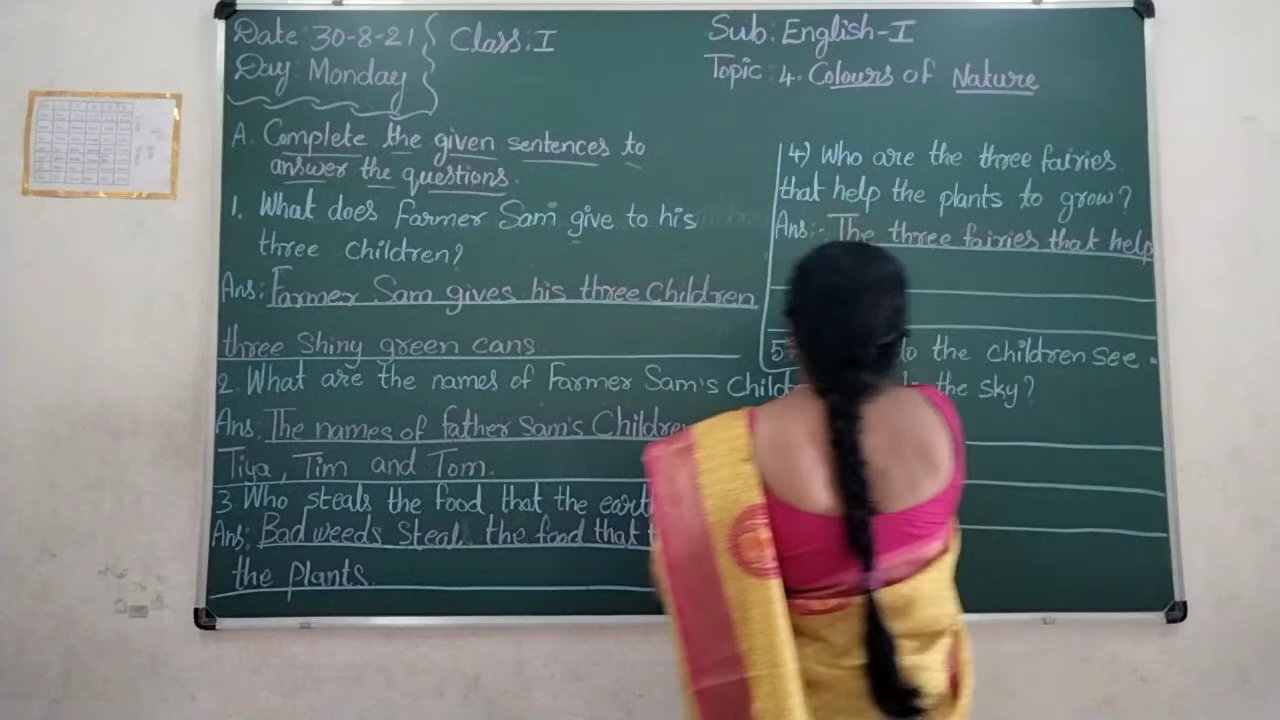 Date: 30-8-21
Day: Monday
Class: I
Sub: English-I
Topic: 4. Colours of Nature
A. Complete the given sentences to
answer the questions.
1. What does Farmer Sam give to his
three children?
Ans: Farmer Sam gives his three Children
three Shiny green cans
2. What are the names of Farmer Sam's
Ans: The names of father Sam's Children
Tiya, Tim and Tom.
3 Who steals the food that the
Ans: Bad weeds Steal the food that
the plants.
4) Who are the three fairies
that help the plants to grow?
Ans:- The three fairies that help
5 do the children see
the sky?